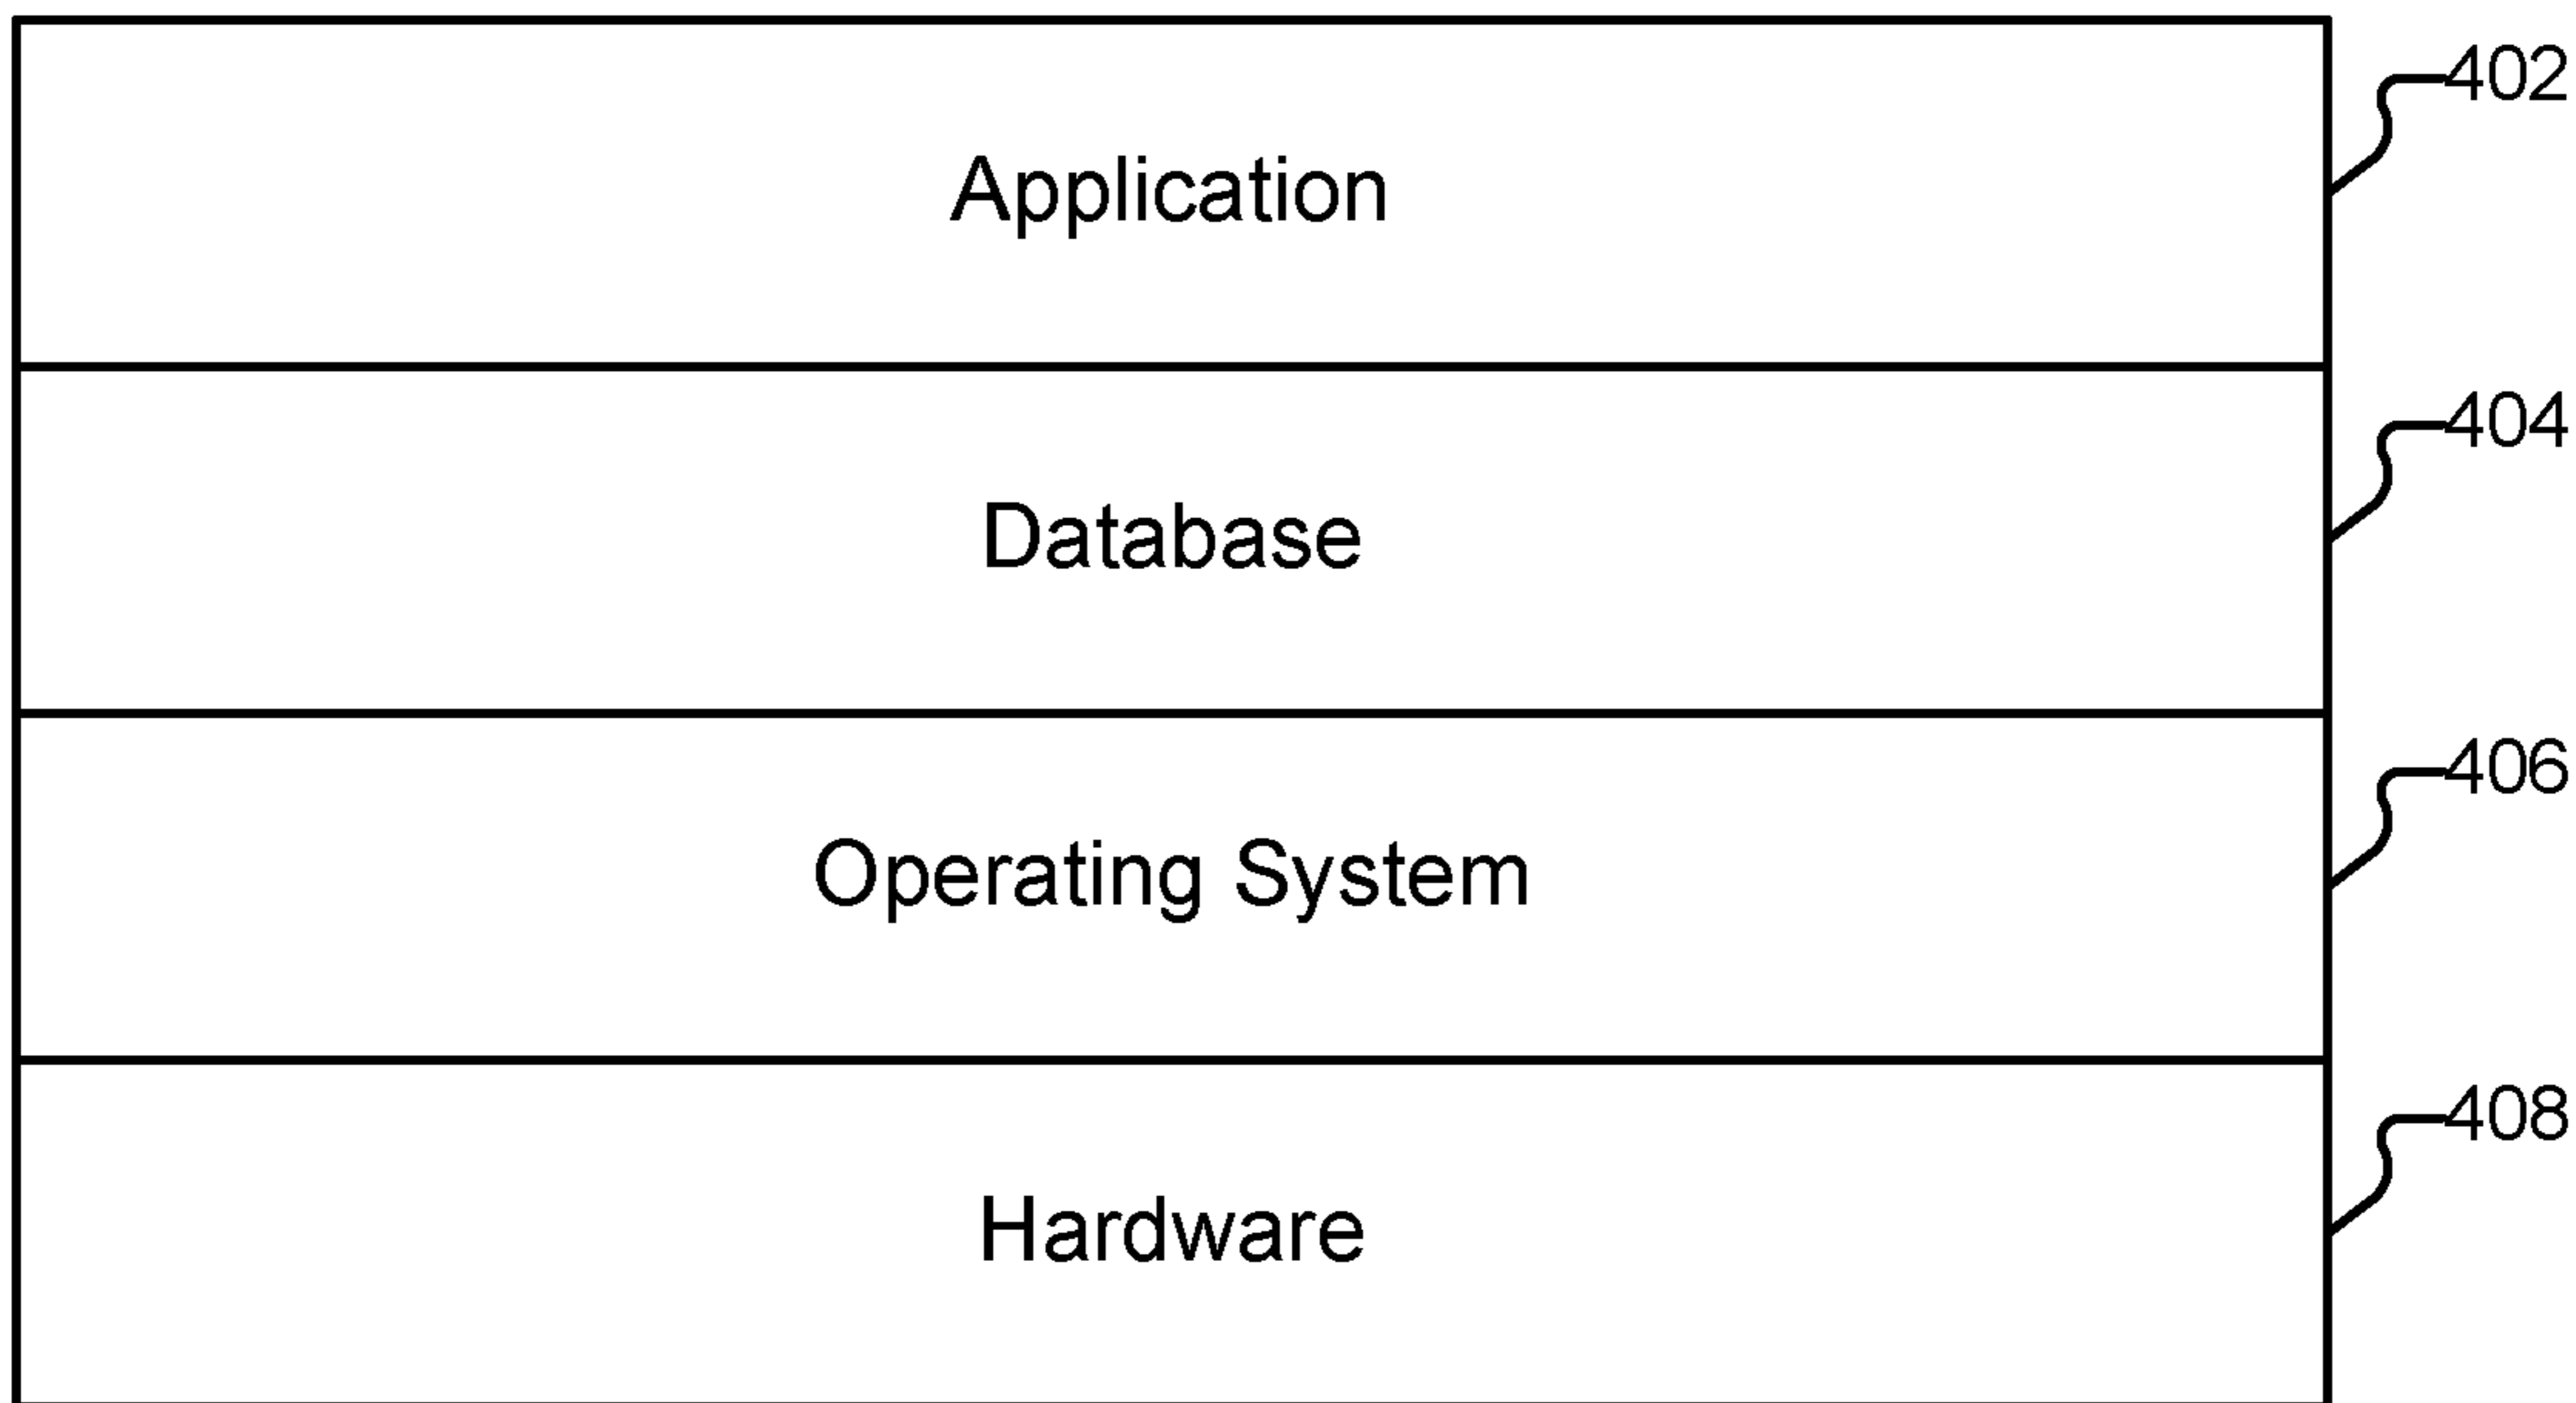 402
Application
404
Database
406
Operating System
408
Hardware